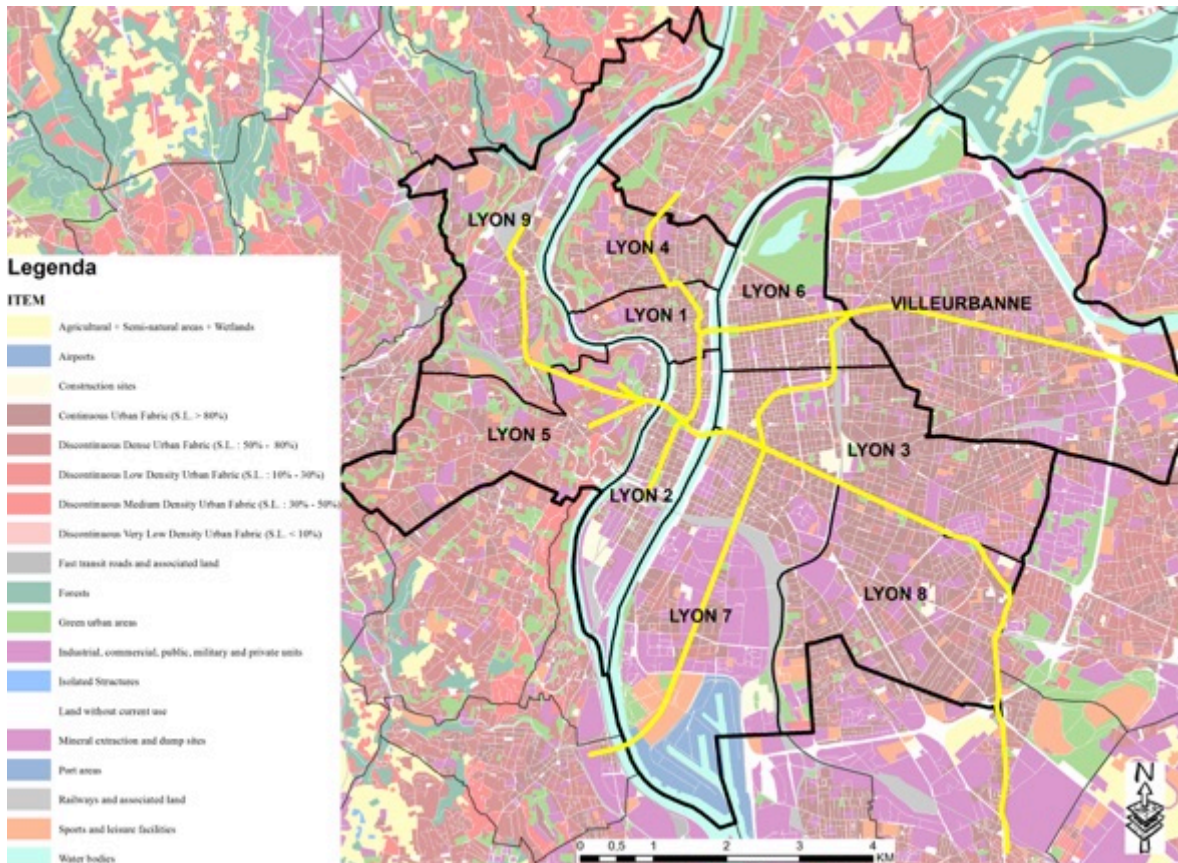 LYON 9
LYON 4
LYON 6
LYON 1
VILLEURBANNE
LYON 5
LYON 3
LYON 2
LYON 8
LYON 7
Legenda
ITEM
Agricultural + Semi-natural areas + Wetlands
Airports
Construction sites
Continuous Urban Fabric (S.L. > 80%)
Discontinuous Dense Urban Fabric (S.L. : 50% - 80%)
Discontinuous Low Density Urban Fabric (S.L. : 10% - 30%)
Discontinuous Medium Density Urban Fabric (S.L. : 30% - 50%)
Discontinuous Very Low Density Urban Fabric (S.L. < 10%)
Fast transit roads and associated land
Forests
Green urban areas
Industrial, commercial, public, military and private units
Isolated Structures
Land without current use
Mineral extraction and dump sites
Port areas
Railways and associated land
Sports and leisure facilities
Water bodies
N
0 0.5 1 2 3 4
KM